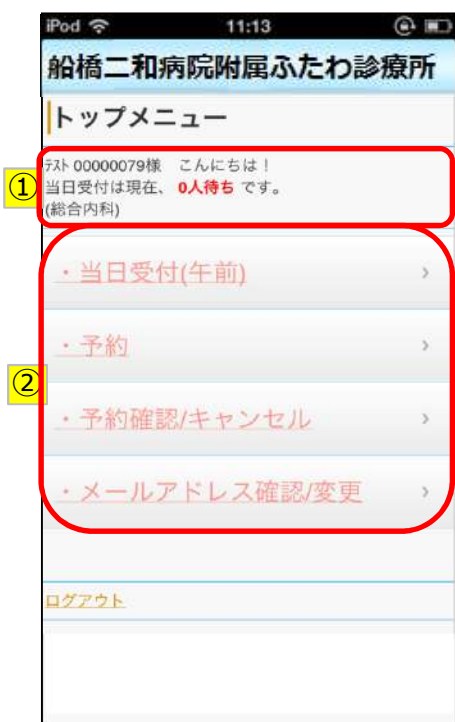 iPod 11:13
船橋二和病院附属ふたわ診療所
トップメニュー
①
ﾃｽﾄ 00000079様 こんにちは！
当日受付は現在、 0人待ち です。
(総合内科)
②
・当日受付(午前)
・予約
・予約確認/キャンセル
・メールアドレス確認/変更
ログアウト